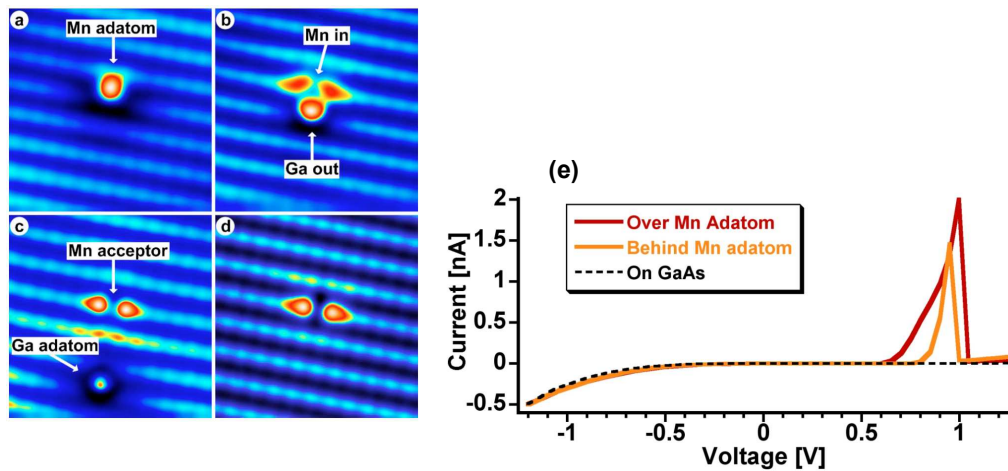 a
Mn adatom
b
Mn in
Ga out
c
Mn acceptor
Ga adatom
d
(e)
Current [nA]
2
1.5
1
0.5
0
-0.5
Over Mn Adatom
Behind Mn adatom
On GaAs
-1 -0.5 0 0.5 1
Voltage [V]